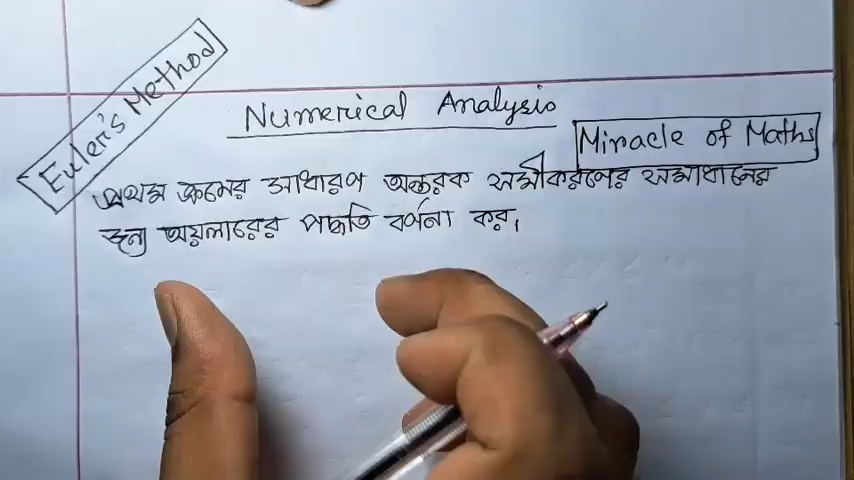 Euler's Method
Numerical Analysis
Miracle of Maths
প্রথম ক্রমের সাধারণ অন্তরক সমীকরণের সমাধানের
জন্য অয়লারের পদ্ধতি বর্ণনা কর।